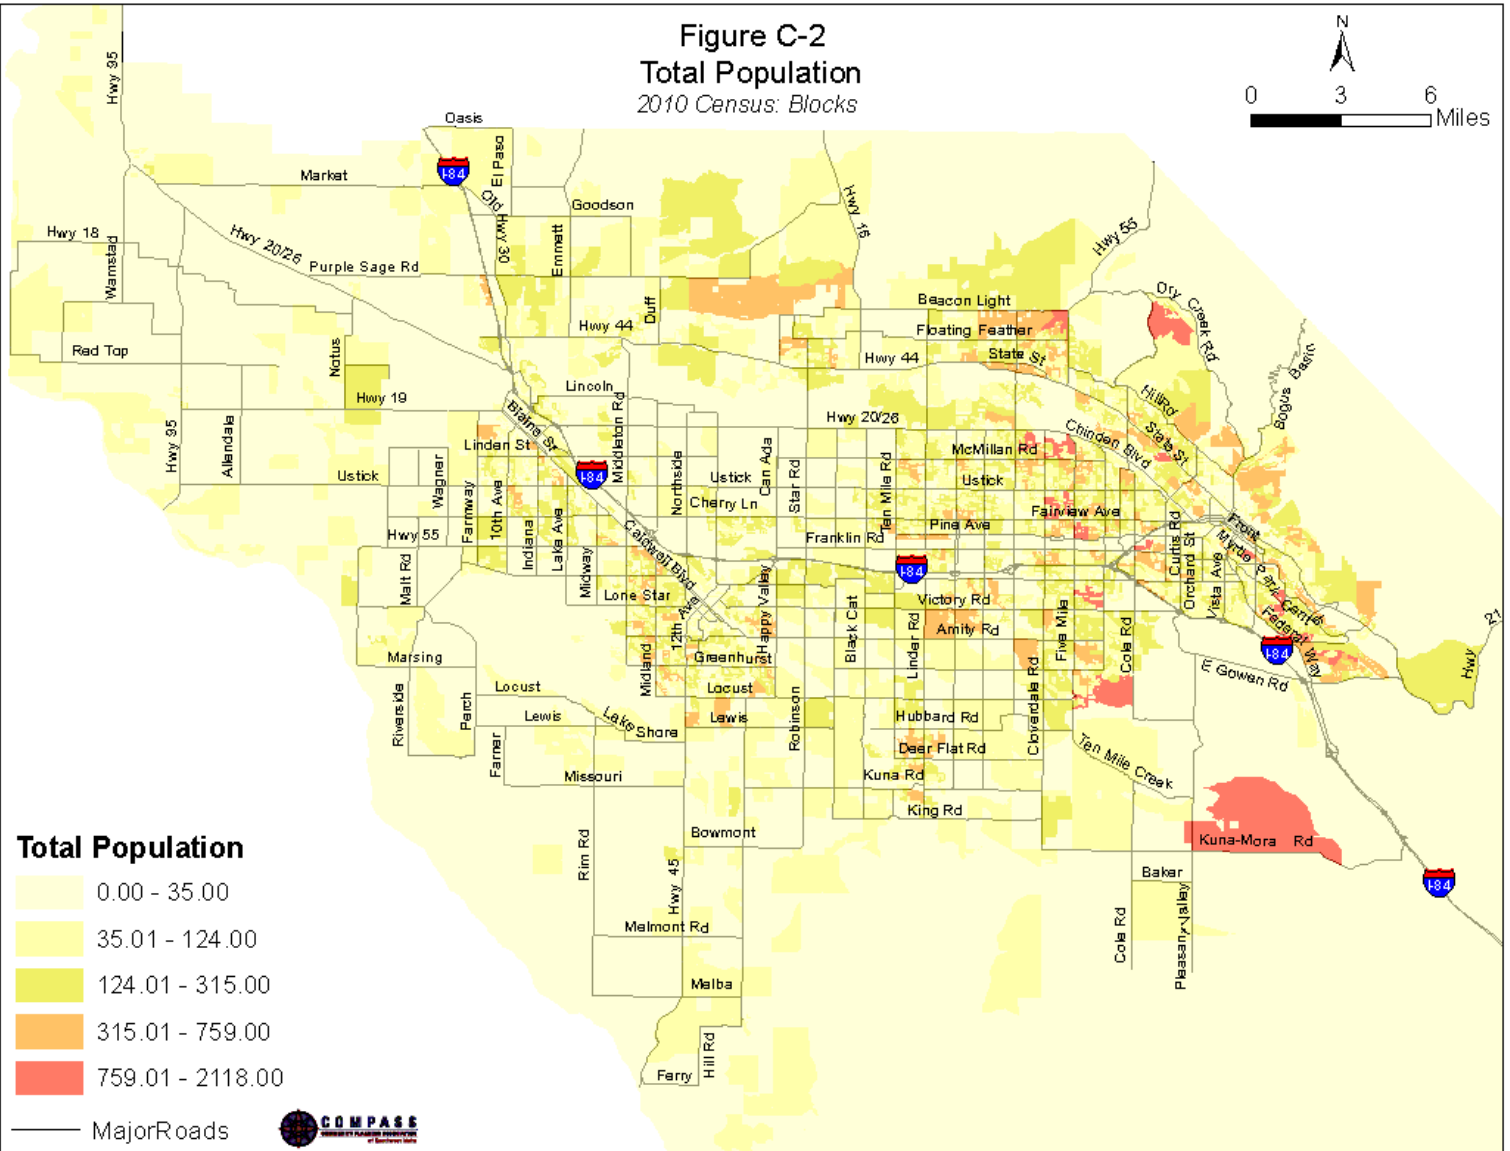 Figure C-2
Total Population
2010 Census: Blocks
N
0 3 6
Miles
Hwy 95
Oasis
El Paso
I-84
Market
Old Hwy 30
Goodson
Hwy 16
Hwy 55
Hwy 18
Wamstad
Hwy 20/26
Emmett
Purple Sage Rd
Duff
Beacon Light
Dry Creek Rd
Floating Feather
Hwy 44
Hwy 44
State St
Red Top
Notus
Bogus Basin
Lincoln
Hwy 19
Blaine St
Middleton Rd
Hwy 20/26
Hill Rd
State St
Chinden Blvd
Hwy 95
Allendale
Linden St
McMillan Rd
Ustick
Wagner
I-84
Northside
Ustick
Can Ada
Star Rd
Ten Mile Rd
Ustick
Cherry Ln
Farmway
10th Ave
Indiana
Lake Ave
Fairview Ave
Pine Ave
Franklin Rd
Front
Myrtle
Hwy 55
Caldwell Blvd
Curtis Rd
Orchard St
Vista Ave
Park Cente
Malt Rd
Midway
I-84
Lone Star
12th Ave
Happy Valley
Black Cat
Victory Rd
Linder Rd
Amity Rd
Five Mile
Cole Rd
Federal Way
I-84
Hwy 21
Marsing
Midland
Greenhurst
Cloverdale Rd
E Gowen Rd
Riverside
Perch
Locust
Locust
Robinson
Lewis
Lake Shore
Lewis
Hubbard Rd
Farner
Deer Flat Rd
Ten Mile Creek
Missouri
Kuna Rd
King Rd
Bowmont
Kuna-Mora Rd
Rim Rd
Hwy 45
Baker
I-84
Melmont Rd
Cole Rd
Pleasant Valley
Melba
Hill Rd
Ferry
Total Population
0.00 - 35.00
35.01 - 124.00
124.01 - 315.00
315.01 - 759.00
759.01 - 2118.00
MajorRoads
COMPASS